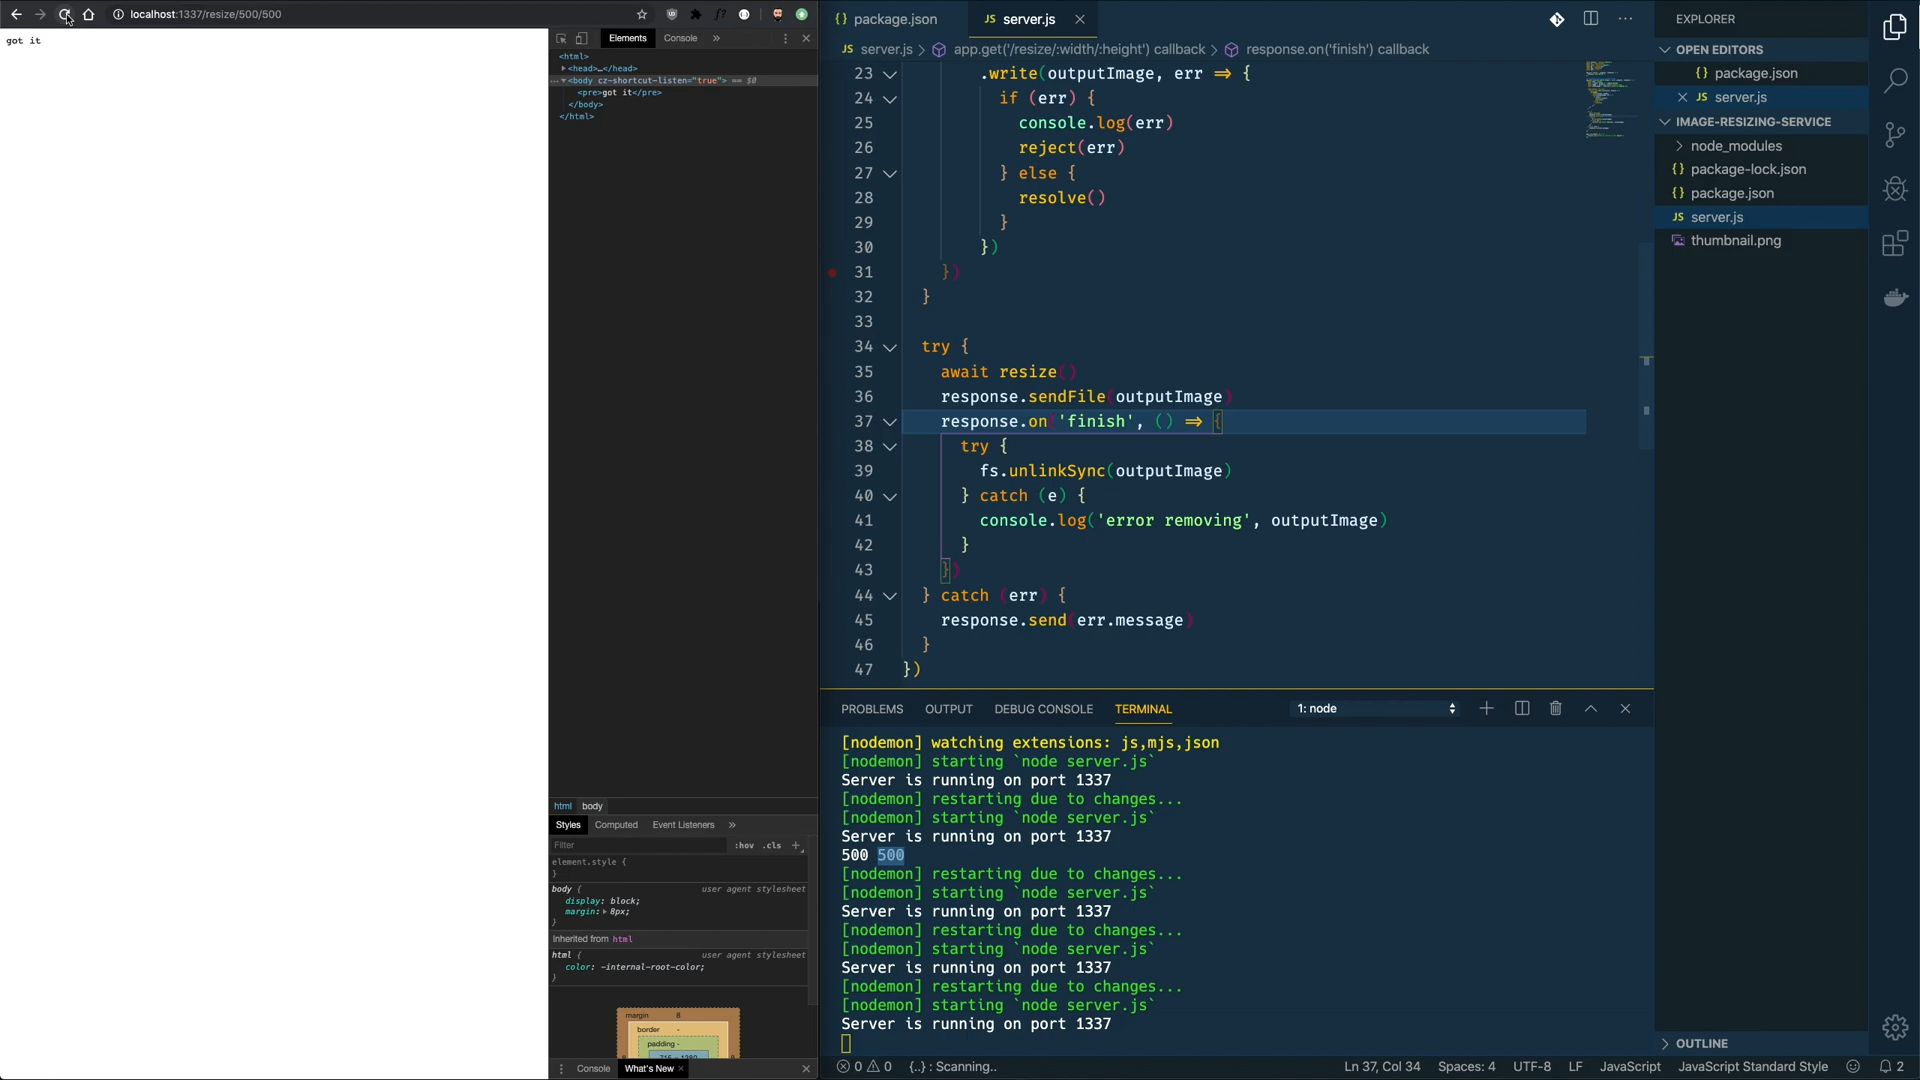 localhost:1337/resize/500/500
got it
Elements
Console
<html>
<head>…</head>
<body cz-shortcut-listen="true"> == $0
<pre>got it</pre>
</body>
</html>
html
body
Styles
Computed
Event Listeners
Filter
:hov
.cls
element.style {
}
body {
user agent stylesheet
display: block;
margin: 8px;
}
Inherited from html
html {
user agent stylesheet
color: -internal-root-color;
}
margin
8
border
-
padding -
Console
What's New
package.json
JS server.js
JS server.js > app.get('/resize/:width/:height') callback > response.on('finish') callback
23 .write(outputImage, err => {
24 if (err) {
25 console.log(err)
26 reject(err)
27 } else {
28 resolve()
29 }
30 })
31 })
32 }
33
34 try {
35 await resize()
36 response.sendFile(outputImage)
37 response.on('finish', () => {
38 try {
39 fs.unlinkSync(outputImage)
40 } catch (e) {
41 console.log('error removing', outputImage)
42 }
43 })
44 } catch (err) {
45 response.send(err.message)
46 }
47 })
PROBLEMS
OUTPUT
DEBUG CONSOLE
TERMINAL
1: node
[nodemon] watching extensions: js,mjs,json
[nodemon] starting `node server.js`
Server is running on port 1337
[nodemon] restarting due to changes...
[nodemon] starting `node server.js`
Server is running on port 1337
500 500
[nodemon] restarting due to changes...
[nodemon] starting `node server.js`
Server is running on port 1337
[nodemon] restarting due to changes...
[nodemon] starting `node server.js`
Server is running on port 1337
[nodemon] restarting due to changes...
[nodemon] starting `node server.js`
Server is running on port 1337
0 0 {..} : Scanning..
Ln 37, Col 34
Spaces: 4
UTF-8
LF
JavaScript
JavaScript Standard Style
2
EXPLORER
OPEN EDITORS
{} package.json
JS server.js
IMAGE-RESIZING-SERVICE
node_modules
{} package-lock.json
{} package.json
JS server.js
thumbnail.png
OUTLINE